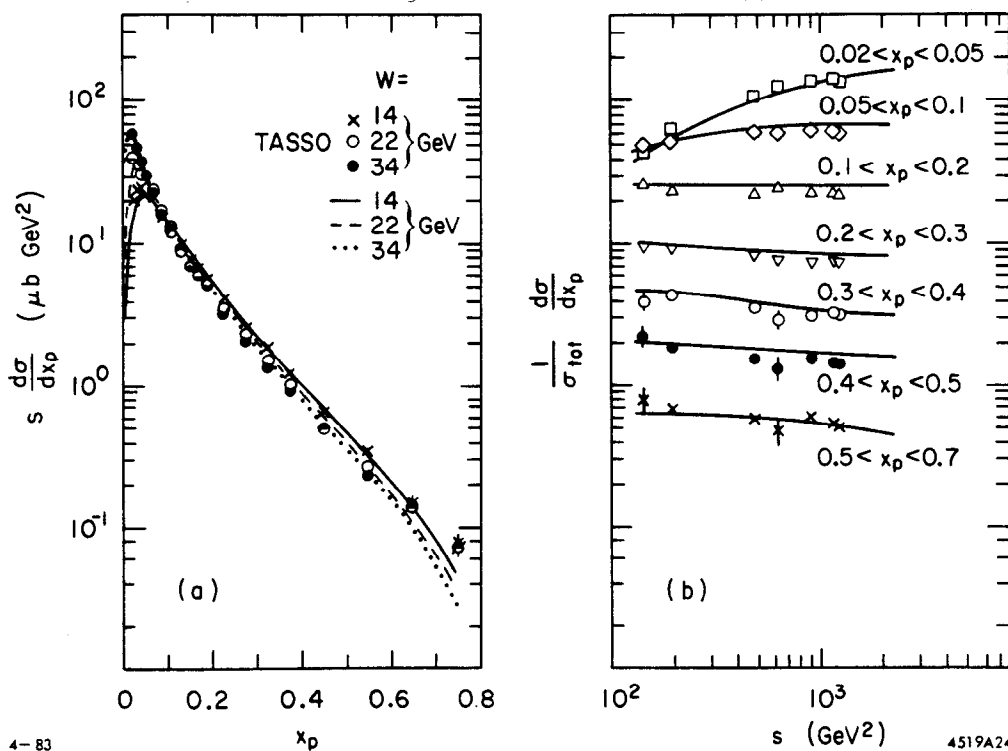 W=
TASSO
× 14
○ 22
● 34
GeV
— 14
-- 22
... 34
GeV
10²
10¹
10⁰
10⁻¹
s dσ/dxp (μb GeV²)
(a)
0 0.2 0.4 0.6 0.8
xp
1/σtot dσ/dxp
0.02<xp<0.05
0.05<xp<0.1
0.1<xp<0.2
0.2<xp<0.3
0.3<xp<0.4
0.4<xp<0.5
0.5<xp<0.7
(b)
10² 10³
s (GeV²)
4-83
4519A24